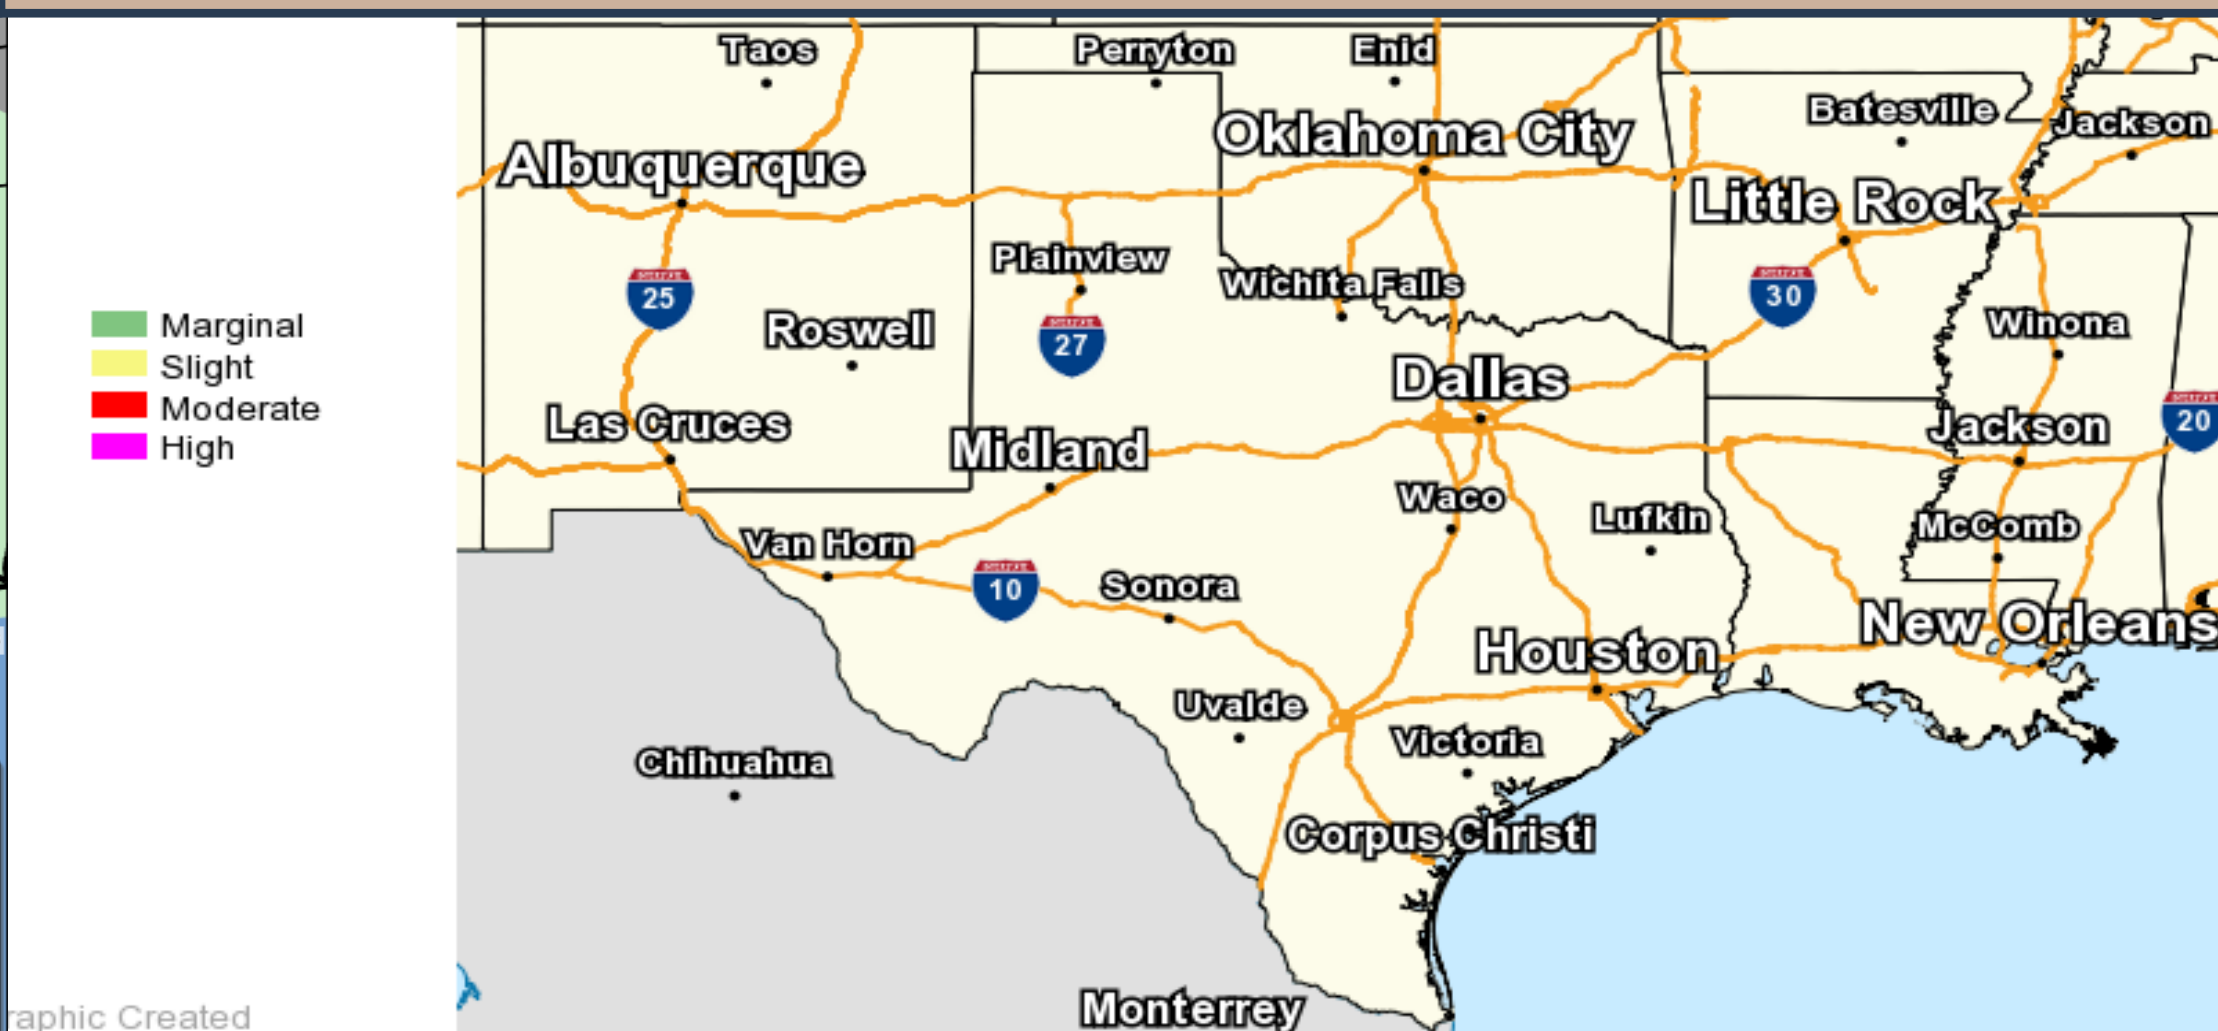 Marginal
Slight
Moderate
High
raphic Created
Taos
Perryton
Enid
Batesville
Jackson
Oklahoma City
Albuquerque
Little Rock
Plainview
Wichita Falls
25
30
Roswell
27
Winona
Dallas
20
Las Cruces
Jackson
Midland
Waco
Lufkin
McComb
Van Horn
10
Sonora
New Orleans
Houston
Uvalde
Victoria
Chihuahua
Corpus Christi
Monterrey